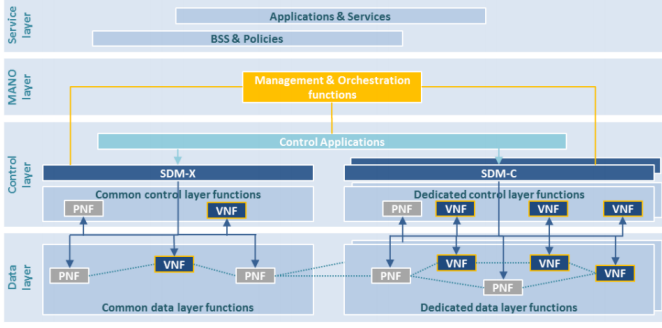 Service
layer
Applications & Services
BSS & Policies
MANO
layer
Management & Orchestration
functions
Control
layer
Control Applications
SDM-X
SDM-C
Common control layer functions
Dedicated control layer functions
PNF
VNF
PNF
VNF
VNF
VNF
Data
layer
PNF
VNF
PNF
PNF
VNF
PNF
VNF
VNF
Common data layer functions
Dedicated data layer functions